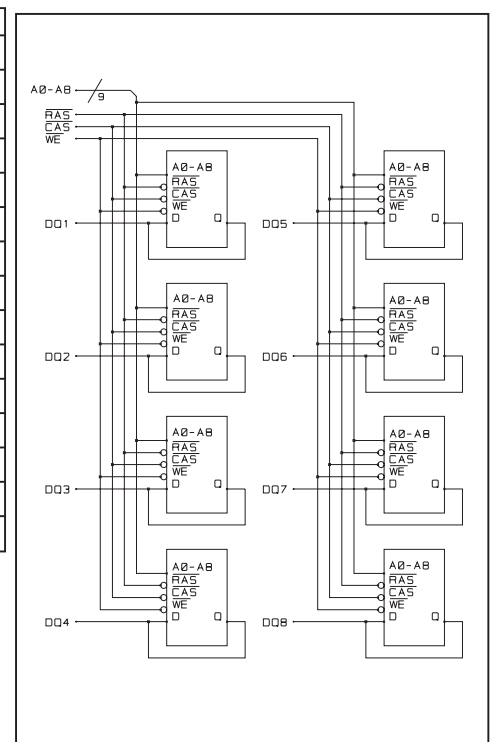 A0-A8
9
RAS
CAS
WE
A0-A8
RAS
CAS
WE
DQ1
D Q
A0-A8
RAS
CAS
WE
DQ5
D Q
A0-A8
RAS
CAS
WE
DQ2
D Q
A0-A8
RAS
CAS
WE
DQ6
D Q
A0-A8
RAS
CAS
WE
DQ3
D Q
A0-A8
RAS
CAS
WE
DQ7
D Q
A0-A8
RAS
CAS
WE
DQ4
D Q
A0-A8
RAS
CAS
WE
DQ8
D Q